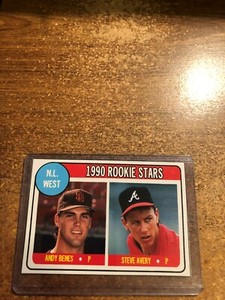 N.L.
WEST
1990 ROOKIE STARS
A
ANDY BENES • P
STEVE AVERY • P